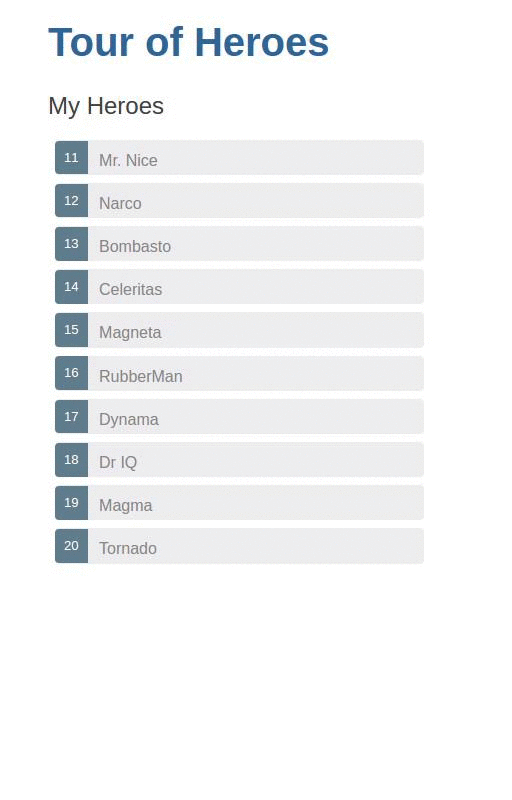 Tour of Heroes
My Heroes
11 Mr. Nice
12 Narco
13 Bombasto
14 Celeritas
15 Magneta
16 RubberMan
17 Dynama
18 Dr IQ
19 Magma
20 Tornado